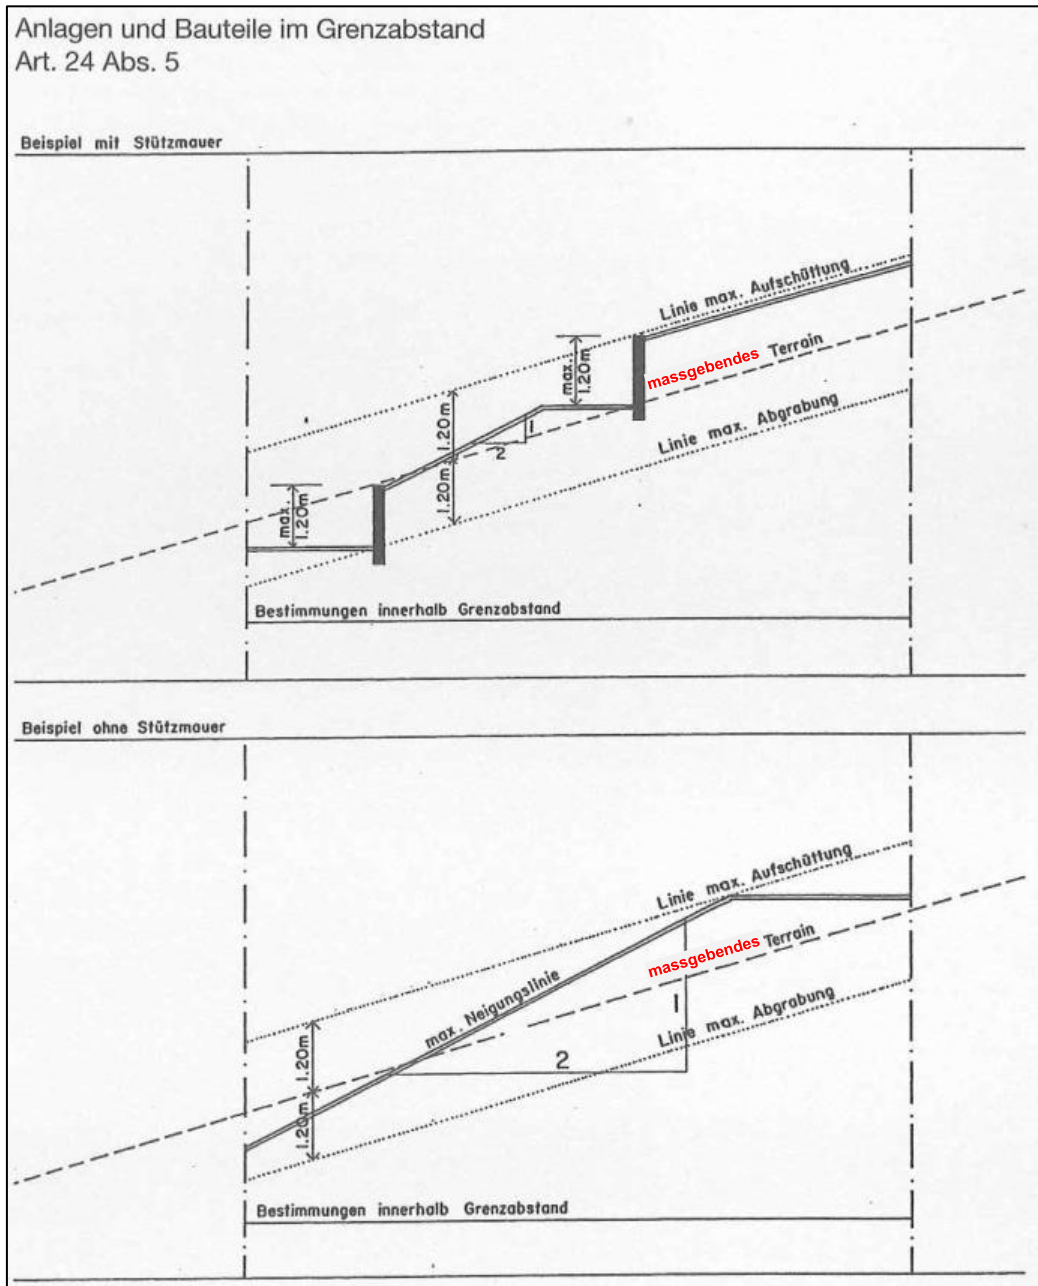 Anlagen und Bauteile im Grenzabstand
Art. 24 Abs. 5
Beispiel mit Stützmauer
Linie max. Aufschüttung
massgebendes Terrain
Linie max. Abgrabung
max.
1.20m
1.20m
1.20m
1
2
max.
1.20m
Bestimmungen innerhalb Grenzabstand
Beispiel ohne Stützmauer
Linie max. Aufschüttung
massgebendes Terrain
max. Neigungslinie
Linie max. Abgrabung
1.20m
1.20m
1
2
Bestimmungen innerhalb Grenzabstand